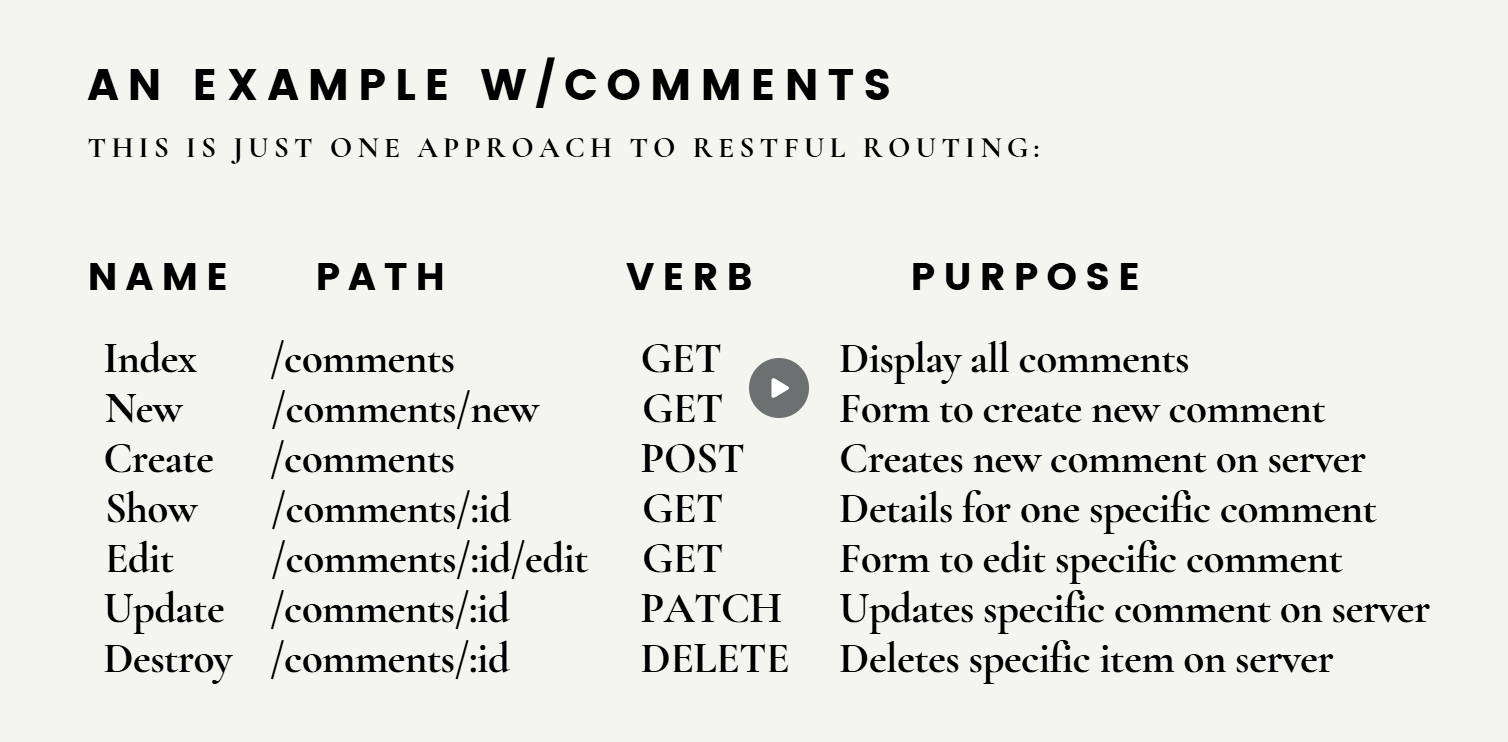 AN EXAMPLE W/COMMENTS
THIS IS JUST ONE APPROACH TO RESTFUL ROUTING:
NAME PATH VERB PURPOSE
Index /comments GET Display all comments
New /comments/new GET Form to create new comment
Create /comments POST Creates new comment on server
Show /comments/:id GET Details for one specific comment
Edit /comments/:id/edit GET Form to edit specific comment
Update /comments/:id PATCH Updates specific comment on server
Destroy /comments/:id DELETE Deletes specific item on server